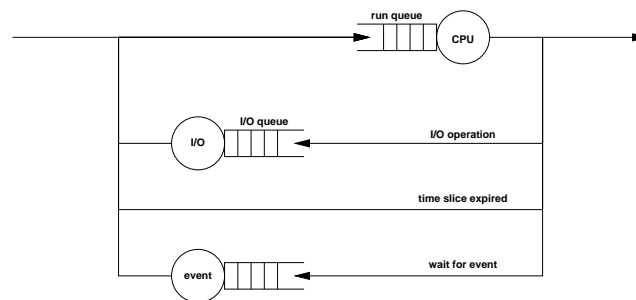 run queue
CPU
I/O queue
I/O
I/O operation
time slice expired
event
wait for event